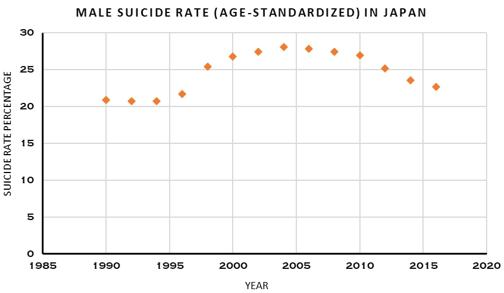 MALE SUICIDE RATE (AGE-STANDARDIZED) IN JAPAN
SUICIDE RATE PERCENTAGE
30
25
20
15
10
5
0
1985 1990 1995 2000 2005 2010 2015 2020
YEAR